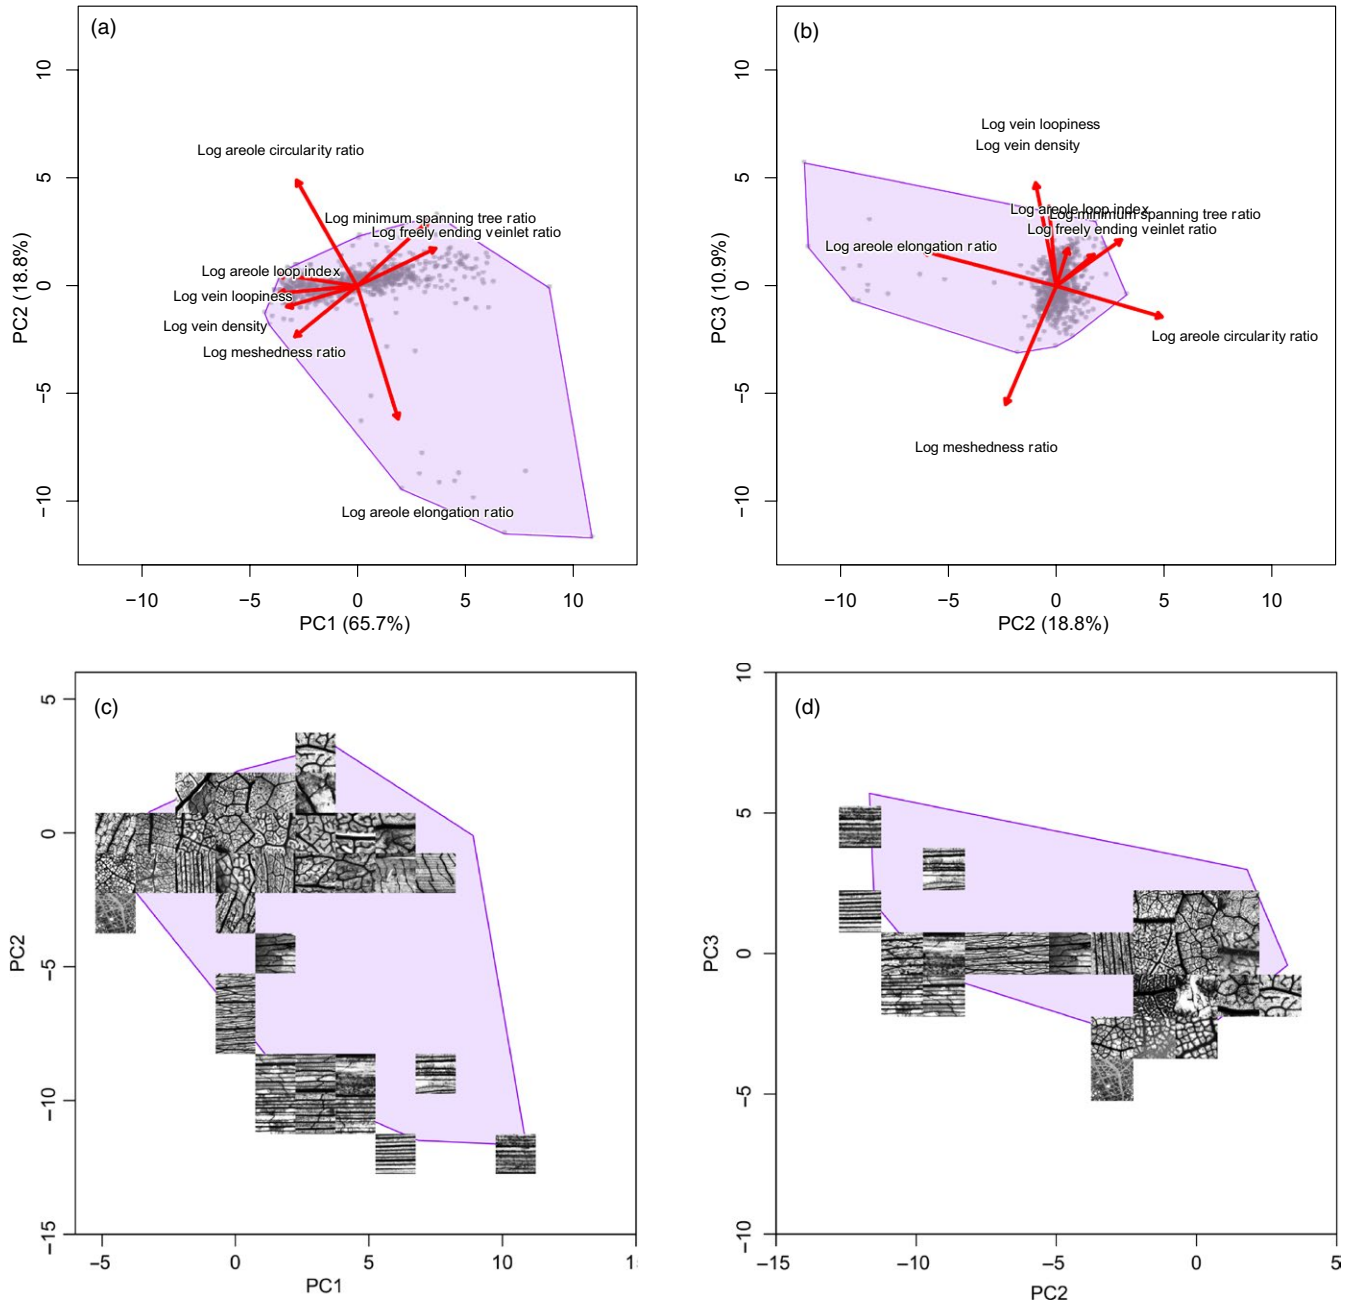 (a)
10
5
0
−5
−10
PC2 (18.8%)
Log areole circularity ratio
Log minimum spanning tree ratio
Log freely ending veinlet ratio
Log areole loop index
Log vein loopiness
Log vein density
Log meshedness ratio
Log areole elongation ratio
−10
−5
0
5
10
PC1 (65.7%)
(b)
10
5
0
−5
−10
PC3 (10.9%)
Log vein loopiness
Log vein density
Log areole loop index
Log minimum spanning tree ratio
Log freely ending veinlet ratio
Log areole elongation ratio
Log areole circularity ratio
Log meshedness ratio
−10
−5
0
5
10
PC2 (18.8%)
(c)
5
0
−5
−10
−15
PC2
−5
0
5
10
PC1
(d)
10
5
0
−5
−10
PC3
−15
−10
−5
0
5
PC2